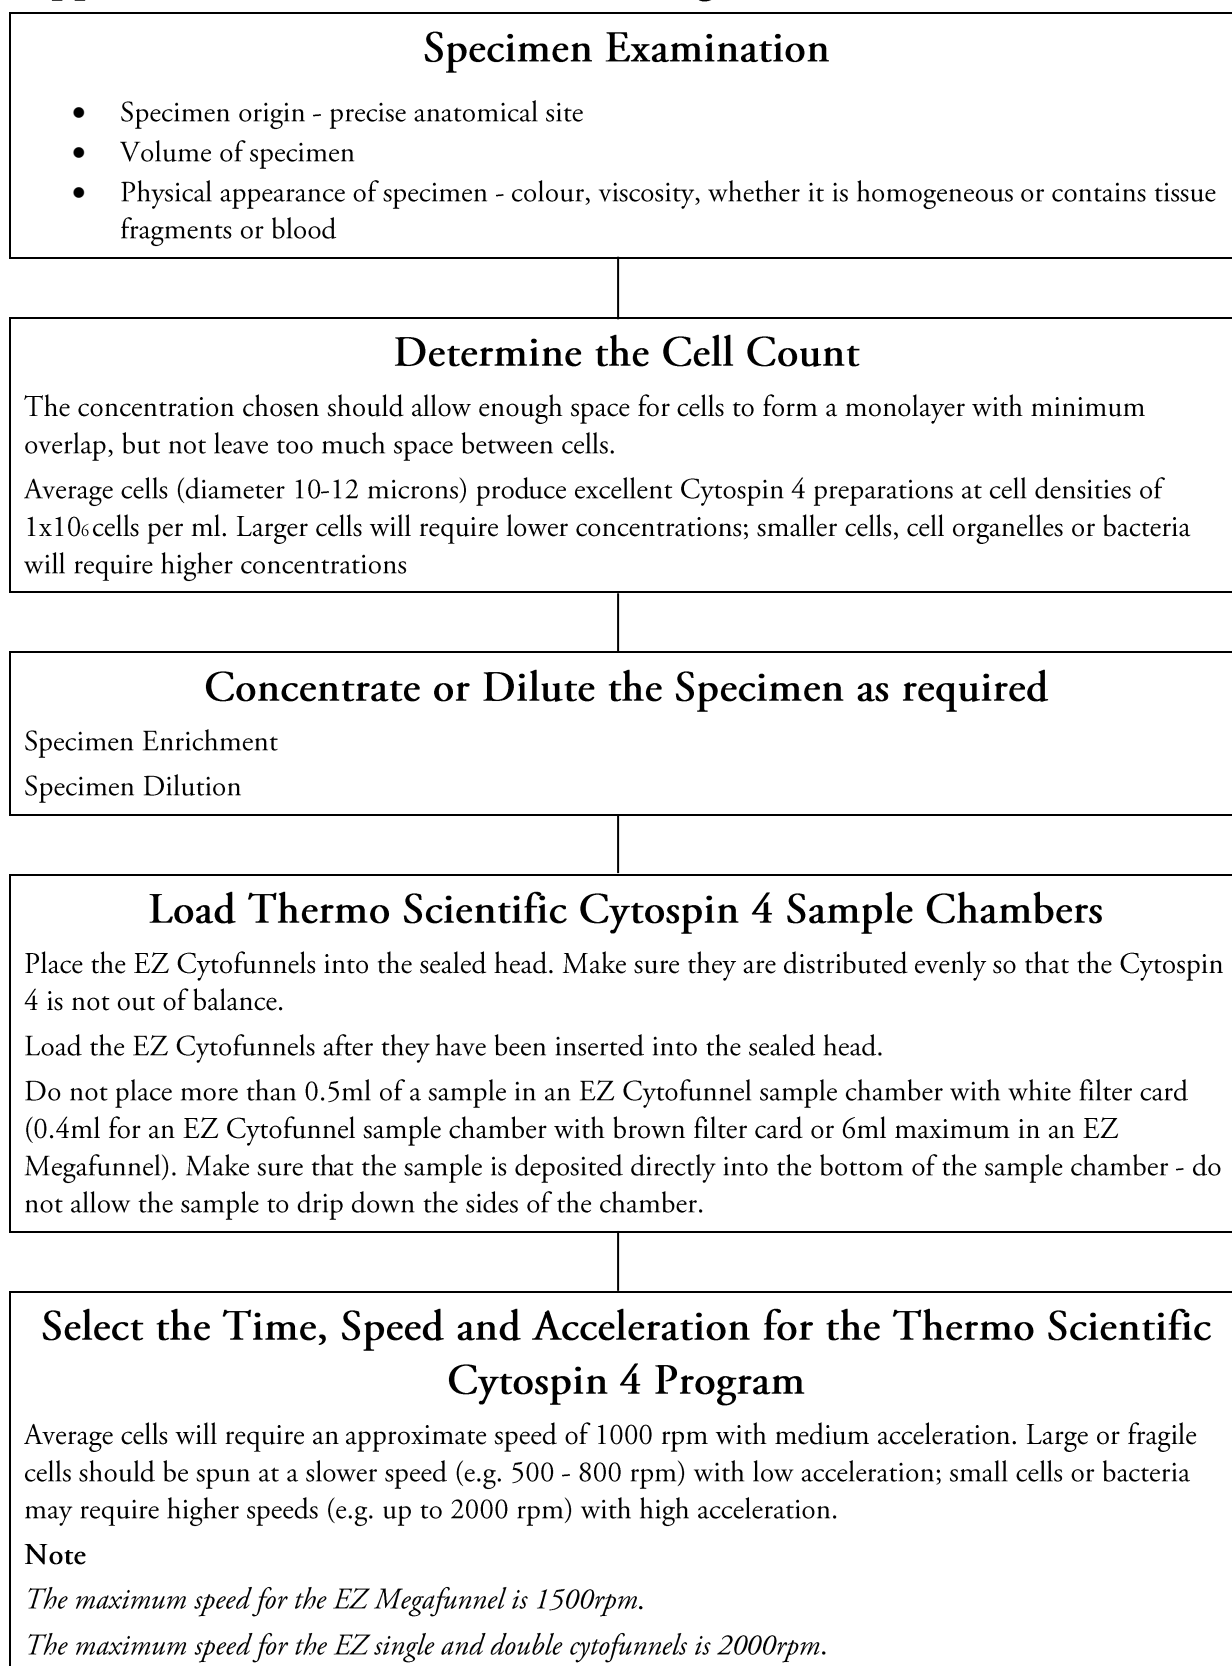 Specimen Examination
• Specimen origin - precise anatomical site
• Volume of specimen
• Physical appearance of specimen - colour, viscosity, whether it is homogeneous or contains tissue
fragments or blood
Determine the Cell Count
The concentration chosen should allow enough space for cells to form a monolayer with minimum
overlap, but not leave too much space between cells.
Average cells (diameter 10-12 microns) produce excellent Cytospin 4 preparations at cell densities of
1x10₆ cells per ml. Larger cells will require lower concentrations; smaller cells, cell organelles or bacteria
will require higher concentrations
Concentrate or Dilute the Specimen as required
Specimen Enrichment
Specimen Dilution
Load Thermo Scientific Cytospin 4 Sample Chambers
Place the EZ Cytofunnels into the sealed head. Make sure they are distributed evenly so that the Cytospin
4 is not out of balance.
Load the EZ Cytofunnels after they have been inserted into the sealed head.
Do not place more than 0.5ml of a sample in an EZ Cytofunnel sample chamber with white filter card
(0.4ml for an EZ Cytofunnel sample chamber with brown filter card or 6ml maximum in an EZ
Megafunnel). Make sure that the sample is deposited directly into the bottom of the sample chamber - do
not allow the sample to drip down the sides of the chamber.
Select the Time, Speed and Acceleration for the Thermo Scientific
Cytospin 4 Program
Average cells will require an approximate speed of 1000 rpm with medium acceleration. Large or fragile
cells should be spun at a slower speed (e.g. 500 - 800 rpm) with low acceleration; small cells or bacteria
may require higher speeds (e.g. up to 2000 rpm) with high acceleration.
Note
The maximum speed for the EZ Megafunnel is 1500rpm.
The maximum speed for the EZ single and double cytofunnels is 2000rpm.